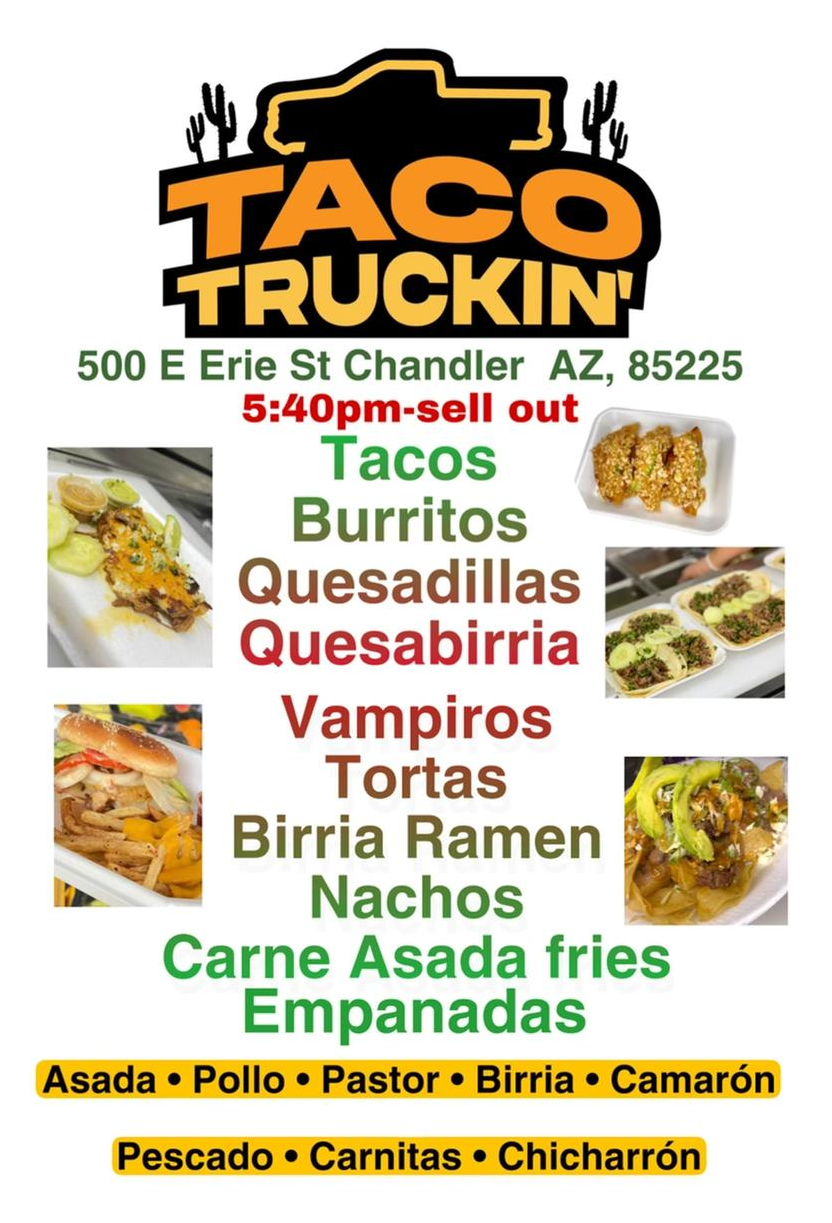 TACO
TRUCKIN'
500 E Erie St Chandler AZ, 85225
5:40pm-sell out
Tacos
Burritos
Quesadillas
Quesabirria
Vampiros
Tortas
Birria Ramen
Nachos
Carne Asada fries
Empanadas
Asada • Pollo • Pastor • Birria • Camarón
Pescado • Carnitas • Chicharrón